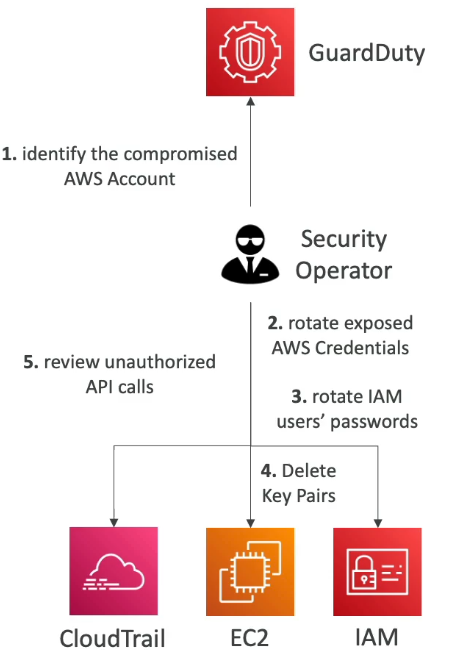 GuardDuty
1. identify the compromised
AWS Account
Security
Operator
2. rotate exposed
AWS Credentials
5. review unauthorized
API calls
3. rotate IAM
users’ passwords
4. Delete
Key Pairs
CloudTrail
EC2
IAM